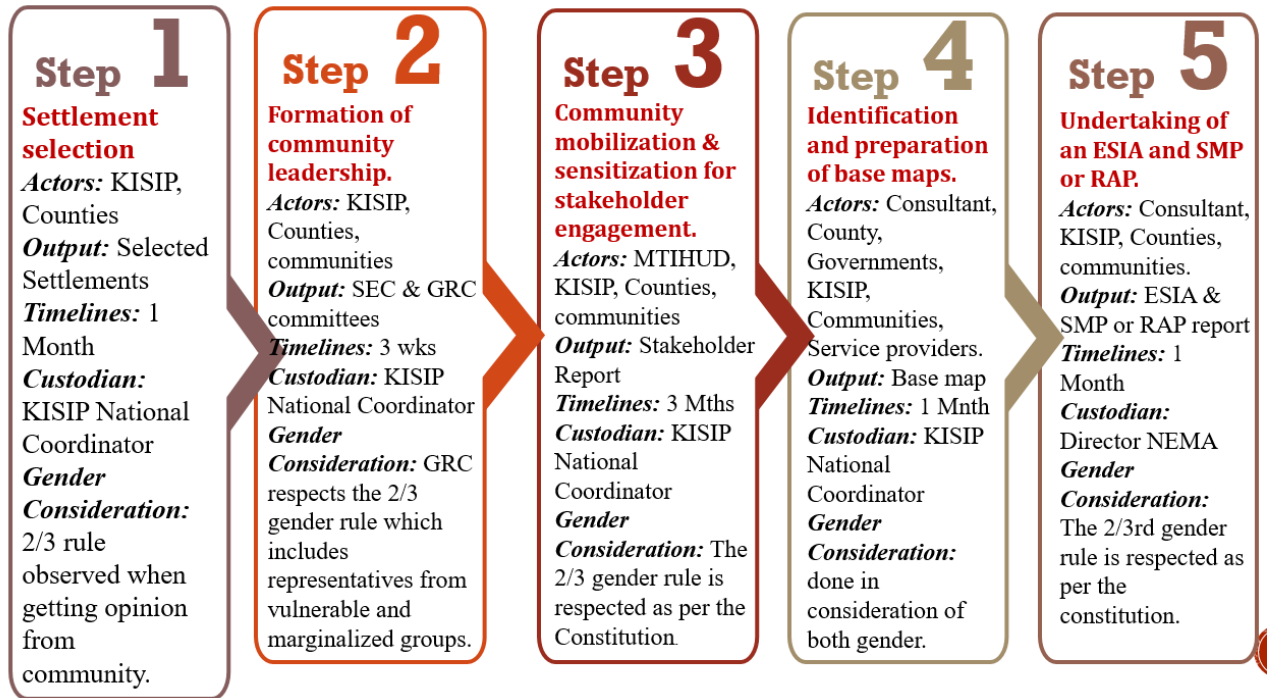 Step 1
Settlement
selection
Actors: KISIP,
Counties
Output: Selected
Settlements
Timelines: 1
Month
Custodian:
KISIP National
Coordinator
Gender
Consideration:
2/3 rule
observed when
getting opinion
from
community.
Step 2
Formation of
community
leadership.
Actors: KISIP,
Counties,
communities
Output: SEC & GRC
committees
Timelines: 3 wks
Custodian: KISIP
National Coordinator
Gender
Consideration: GRC
respects the 2/3
gender rule which
includes
representatives from
vulnerable and
marginalized groups.
Step 3
Community
mobilization &
sensitization for
stakeholder
engagement.
Actors: MTIHUD,
KISIP, Counties,
communities
Output: Stakeholder
Report
Timelines: 3 Mths
Custodian: KISIP
National
Coordinator
Gender
Consideration: The
2/3 gender rule is
respected as per the
Constitution.
Step 4
Identification
and preparation
of base maps.
Actors: Consultant,
County,
Governments,
KISIP,
Communities,
Service providers.
Output: Base map
Timelines: 1 Mnth
Custodian: KISIP
National
Coordinator
Gender
Consideration:
done in
consideration of
both gender.
Step 5
Undertaking of
an ESIA and SMP
or RAP.
Actors: Consultant,
KISIP, Counties,
communities.
Output: ESIA &
SMP or RAP report
Timelines: 1
Month
Custodian:
Director NEMA
Gender
Consideration:
The 2/3rd gender
rule is respected as
per the
constitution.